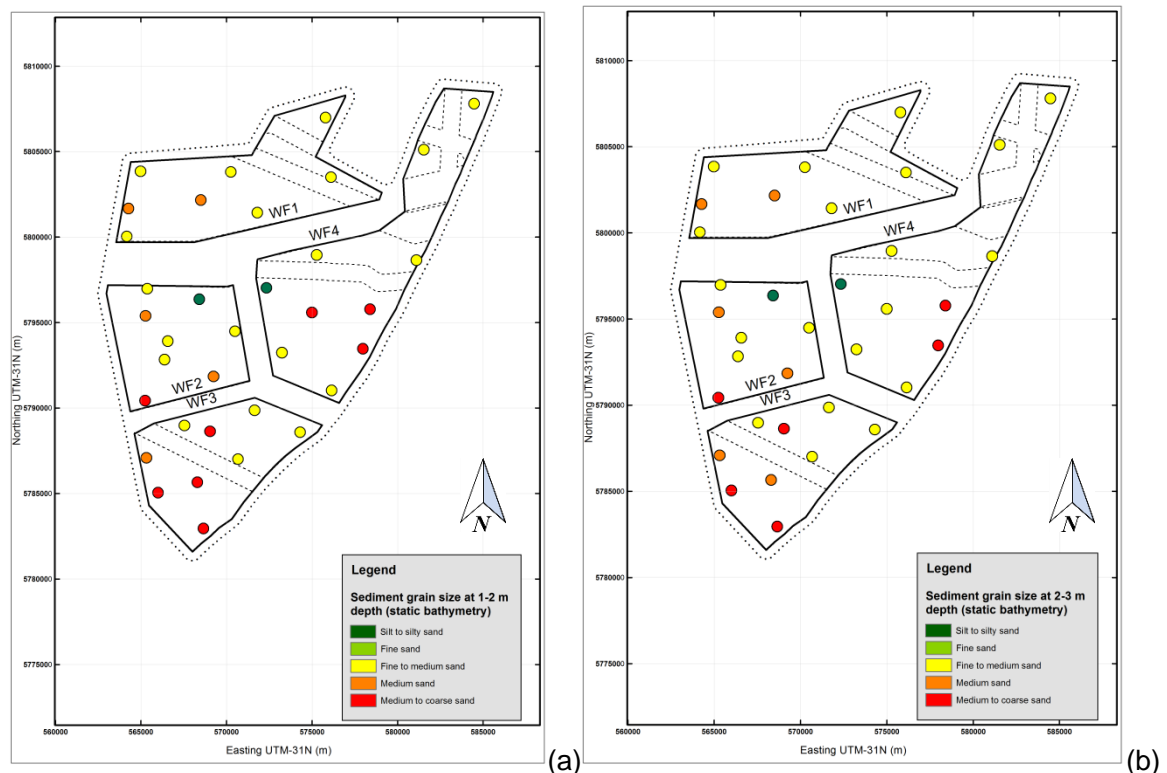 5810000
5805000
5800000
5795000
5790000
5785000
5780000
5775000
5770000
560000
565000
570000
575000
580000
585000
Northing UTM-31N (m)
Easting UTM-31N (m)
WF1
WF4
WF2
WF3
N
Legend
Sediment grain size at 1-2 m
depth (static bathymetry)
Silt to silty sand
Fine sand
Fine to medium sand
Medium sand
Medium to coarse sand
(a)
5810000
5805000
5800000
5795000
5790000
5785000
5780000
5775000
5770000
560000
565000
570000
575000
580000
585000
Northing UTM-31N (m)
Easting UTM-31N (m)
WF1
WF4
WF2
WF3
N
Legend
Sediment grain size at 2-3 m
depth (static bathymetry)
Silt to silty sand
Fine sand
Fine to medium sand
Medium sand
Medium to coarse sand
(b)